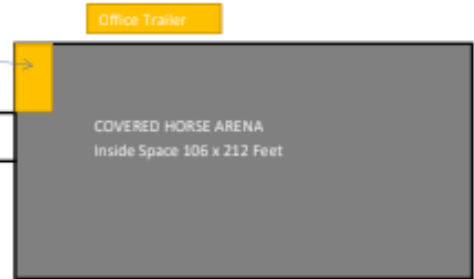 Office Trailer
COVERED HORSE ARENA
Inside Space 106 x 212 Feet